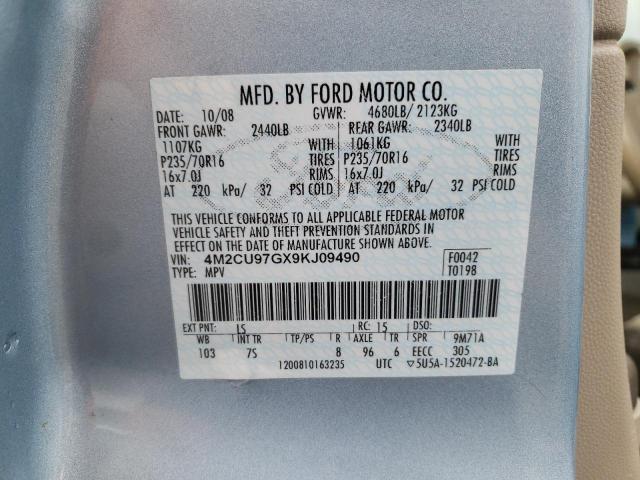 MFD. BY FORD MOTOR CO.
DATE: 10/08 GVWR: 4680LB/ 2123KG
FRONT GAWR: 2440LB REAR GAWR: 2340LB
1107KG WITH 1061KG WITH
P235/70R16 TIRES P235/70R16 TIRES
16x7.0J RIMS 16x7.0J RIMS
AT 220 kPa/ 32 PSI COLD AT 220 kPa/ 32 PSI COLD
THIS VEHICLE CONFORMS TO ALL APPLICABLE FEDERAL MOTOR
VEHICLE SAFETY AND THEFT PREVENTION STANDARDS IN
EFFECT ON THE DATE OF MANUFACTURE SHOWN ABOVE.
VIN: 4M2CU97GX9KJ09490 F0042
TYPE: MPV T0198
EXT PNT: IS RC: 15 DSO:
WB INT TR TP/PS R AXLE TR SPR 9M71A
103 7S 8 96 6 EECC 305
1200810163235 UTC ▽5U5A-1520472-BA
Ford